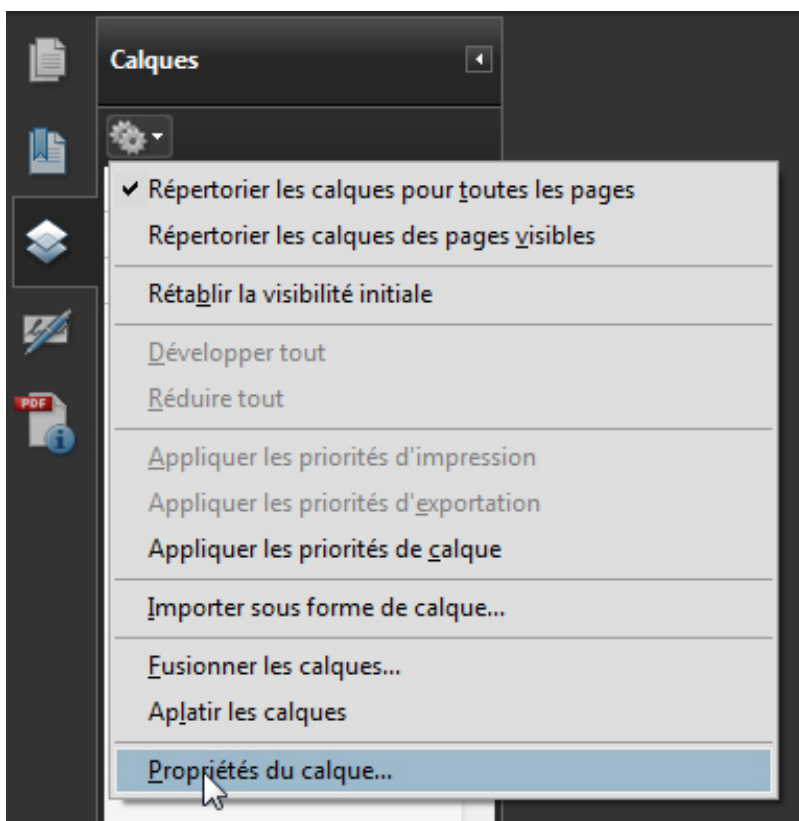 Calques
Répertorier les calques pour toutes les pages
Répertorier les calques des pages visibles
Rétablir la visibilité initiale
Développer tout
Réduire tout
Appliquer les priorités d'impression
Appliquer les priorités d'exportation
Appliquer les priorités de calque
Importer sous forme de calque...
Fusionner les calques...
Aplatir les calques
Propriétés du calque...
PDF